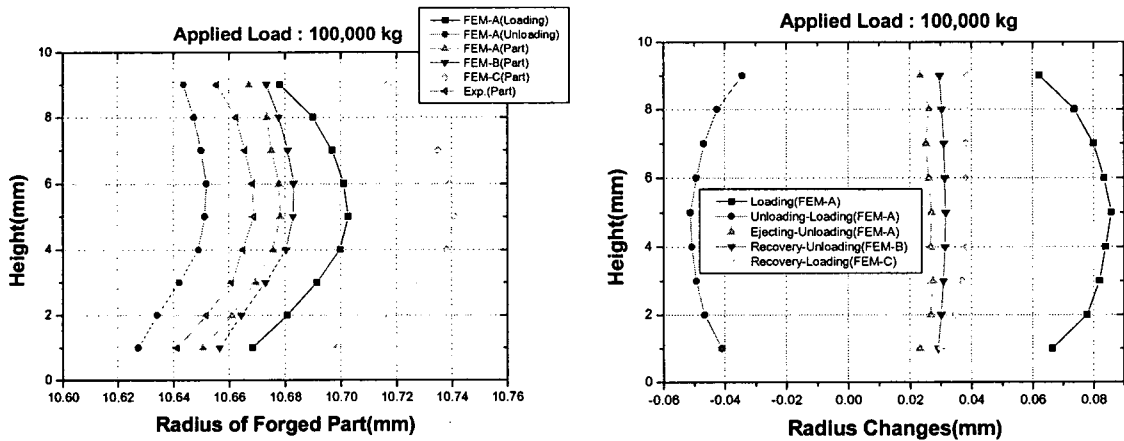 Applied Load : 100,000 kg
FEM-A(Loading)
FEM-A(Unloading)
FEM-A(Part)
FEM-B(Part)
FEM-C(Part)
Exp.(Part)
10
8
6
4
2
0
Height(mm)
10.60 10.62 10.64 10.66 10.68 10.70 10.72 10.74 10.76
Radius of Forged Part(mm)
Applied Load : 100,000 kg
Loading(FEM-A)
Unloading-Loading(FEM-A)
Ejecting-Unloading(FEM-A)
Recovery-Unloading(FEM-B)
Recovery-Loading(FEM-C)
10
8
6
4
2
0
Height(mm)
-0.06 -0.04 -0.02 0.00 0.02 0.04 0.06 0.08
Radius Changes(mm)